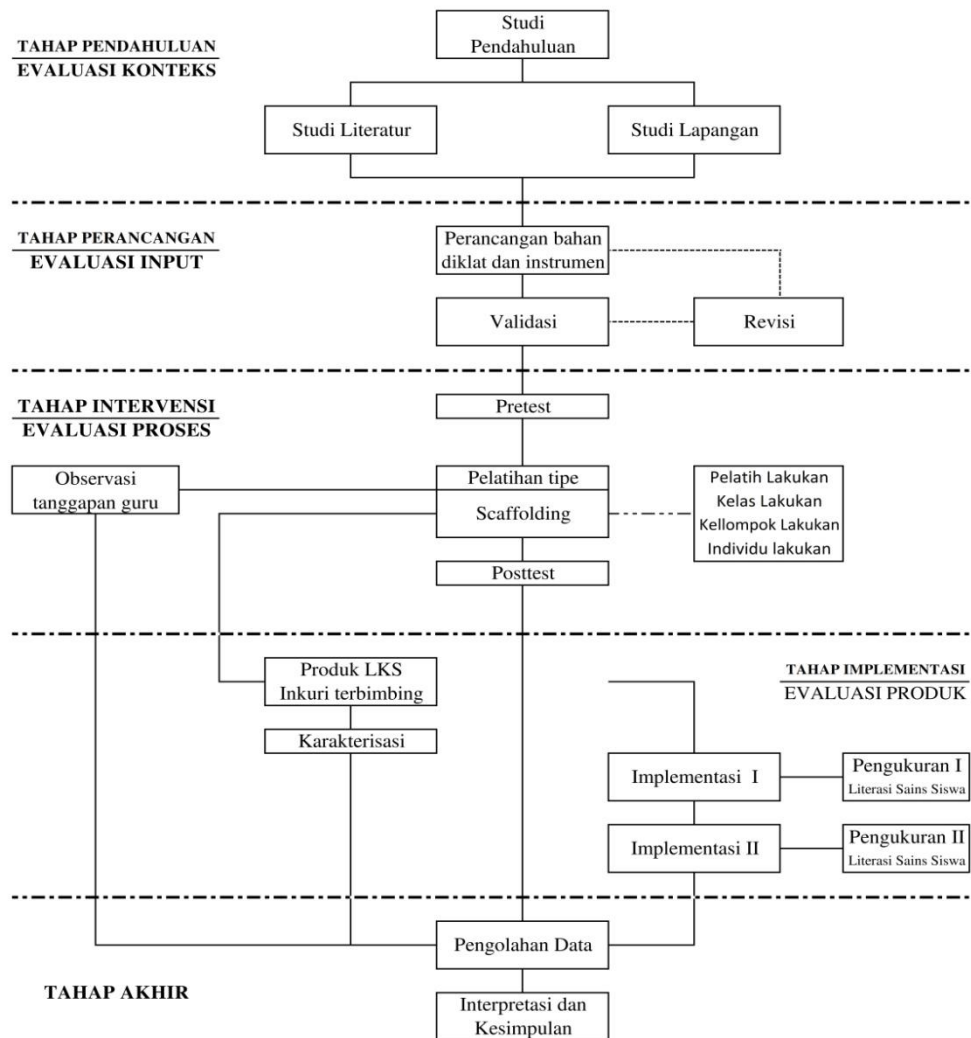 Studi
Pendahuluan
TAHAP PENDAHULUAN
EVALUASI KONTEKS
Studi Literatur
Studi Lapangan
TAHAP PERANCANGAN
EVALUASI INPUT
Perancangan bahan
diklat dan instrumen
Validasi
Revisi
TAHAP INTERVENSI
EVALUASI PROSES
Pretest
Observasi
tanggapan guru
Pelatihan tipe
Scaffolding
Pelatih Lakukan
Kelas Lakukan
Kellompok Lakukan
Individu lakukan
Posttest
Produk LKS
Inkuri terbimbing
Karakterisasi
TAHAP IMPLEMENTASI
EVALUASI PRODUK
Implementasi I
Pengukuran I
Literasi Sains Siswa
Implementasi II
Pengukuran II
Literasi Sains Siswa
Pengolahan Data
TAHAP AKHIR
Interpretasi dan
Kesimpulan